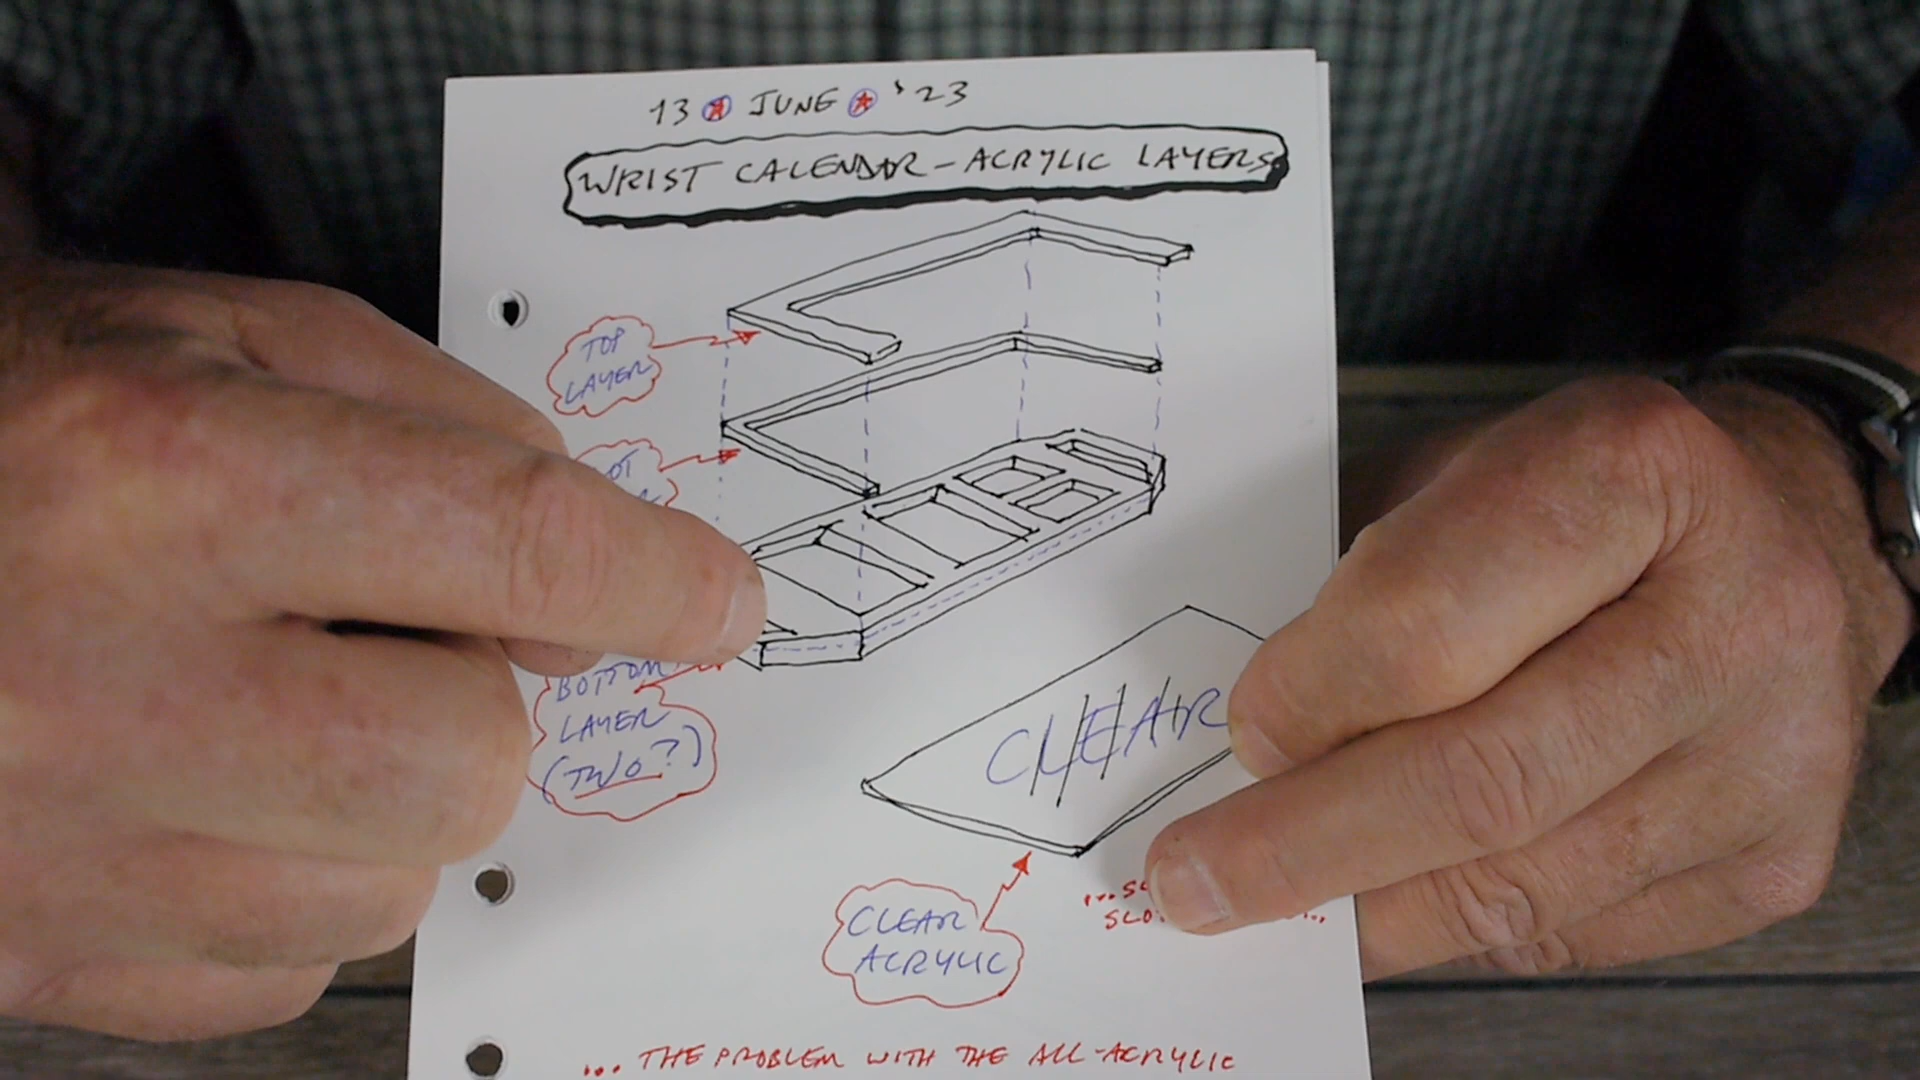 13 JUNE '23
WRIST CALENDAR - ACRYLIC LAYERS
TOP
LAYER
BOTTOM
LAYER
(TWO?)
CLEAR
CLEAR
ACRYLIC
... THE PROBLEM WITH THE ALL-ACRYLIC